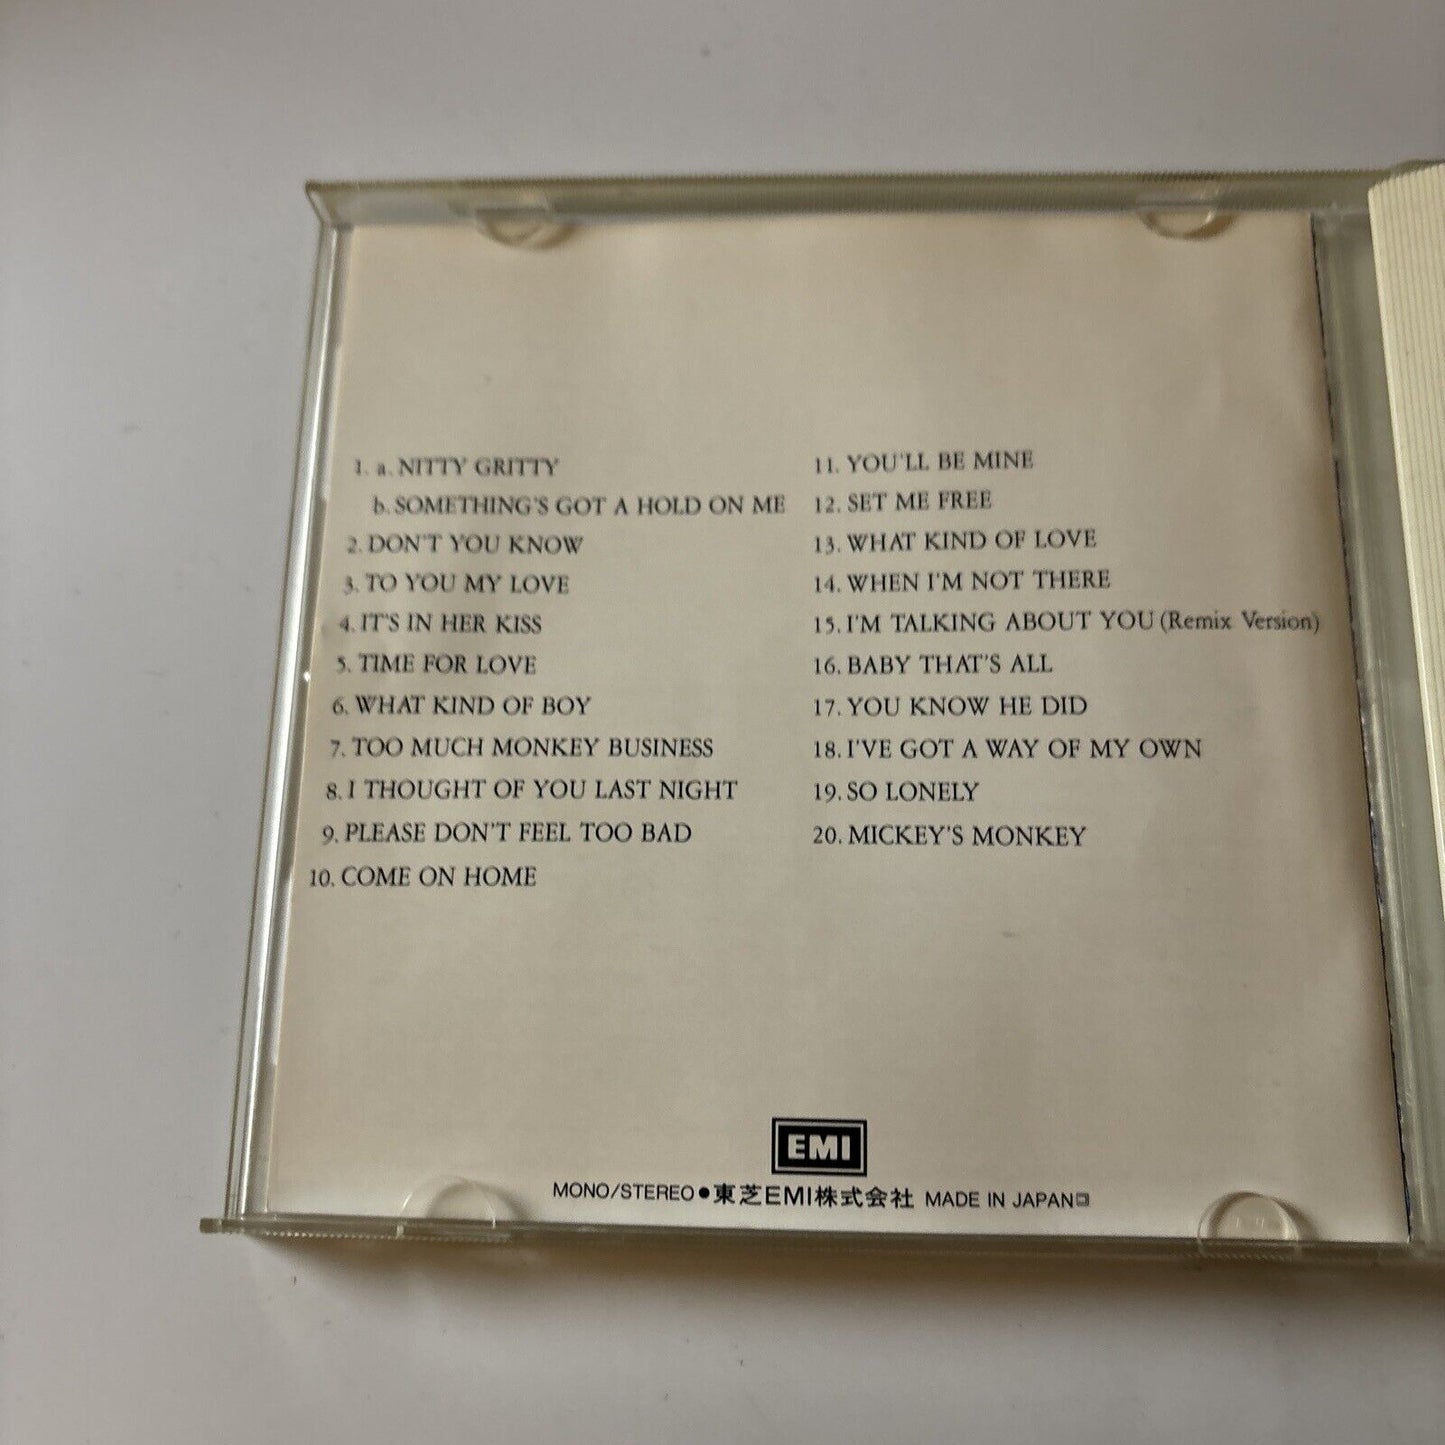 1. a. NITTY GRITTY
b. SOMETHING'S GOT A HOLD ON ME
2. DON'T YOU KNOW
3. TO YOU MY LOVE
4. IT'S IN HER KISS
5. TIME FOR LOVE
6. WHAT KIND OF BOY
7. TOO MUCH MONKEY BUSINESS
8. I THOUGHT OF YOU LAST NIGHT
9. PLEASE DON'T FEEL TOO BAD
10. COME ON HOME
11. YOU'LL BE MINE
12. SET ME FREE
13. WHAT KIND OF LOVE
14. WHEN I'M NOT THERE
15. I'M TALKING ABOUT YOU (Remix Version)
16. BABY THAT'S ALL
17. YOU KNOW HE DID
18. I'VE GOT A WAY OF MY OWN
19. SO LONELY
20. MICKEY'S MONKEY
EMI
MONO/STEREO●東芝EMI株式会社 MADE IN JAPAN